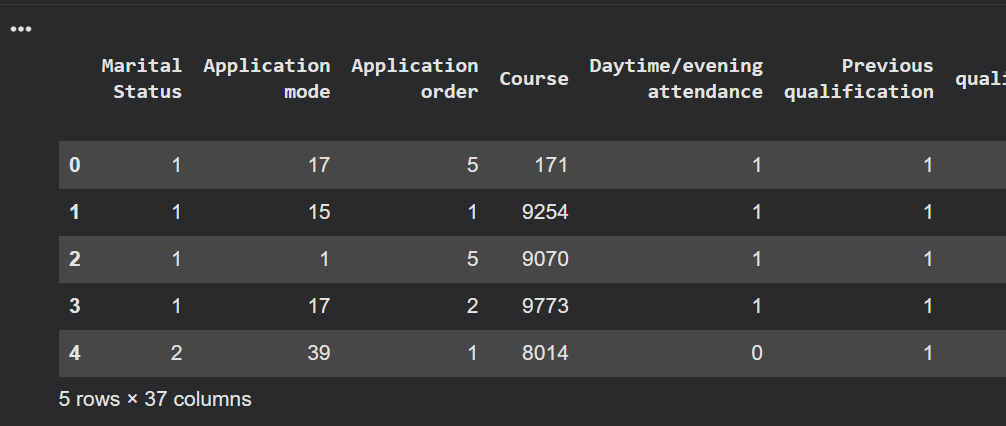 Marital Status Application mode Application order Course Daytime/evening attendance Previous qualification
0 1 17 5 171 1 1
1 1 15 1 9254 1 1
2 1 1 5 9070 1 1
3 1 17 2 9773 1 1
4 2 39 1 8014 0 1
5 rows × 37 columns